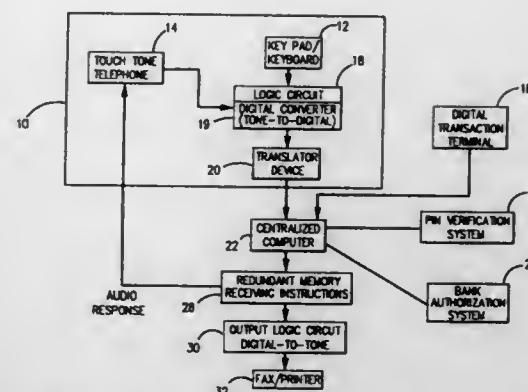 14
12
TOUCH TONE
TELEPHONE
KEY PAD/
KEYBOARD
18
LOGIC CIRCUIT
DIGITAL CONVERTER
(TONE-TO-DIGITAL)
19
10
DIGITAL
TRANSACTION
TERMINAL
TRANSLATOR
DEVICE
20
CENTRALIZED
COMPUTER
22
PIN VERIFICATION
SYSTEM
AUDIO
RESPONSE
REDUNDANT MEMORY
RECEIVING INSTRUCTIONS
28
BANK
AUTHORIZATION
SYSTEM
OUTPUT LOGIC CIRCUT
DIGITAL-TO-TONE
30
FAX/PRINTER
32